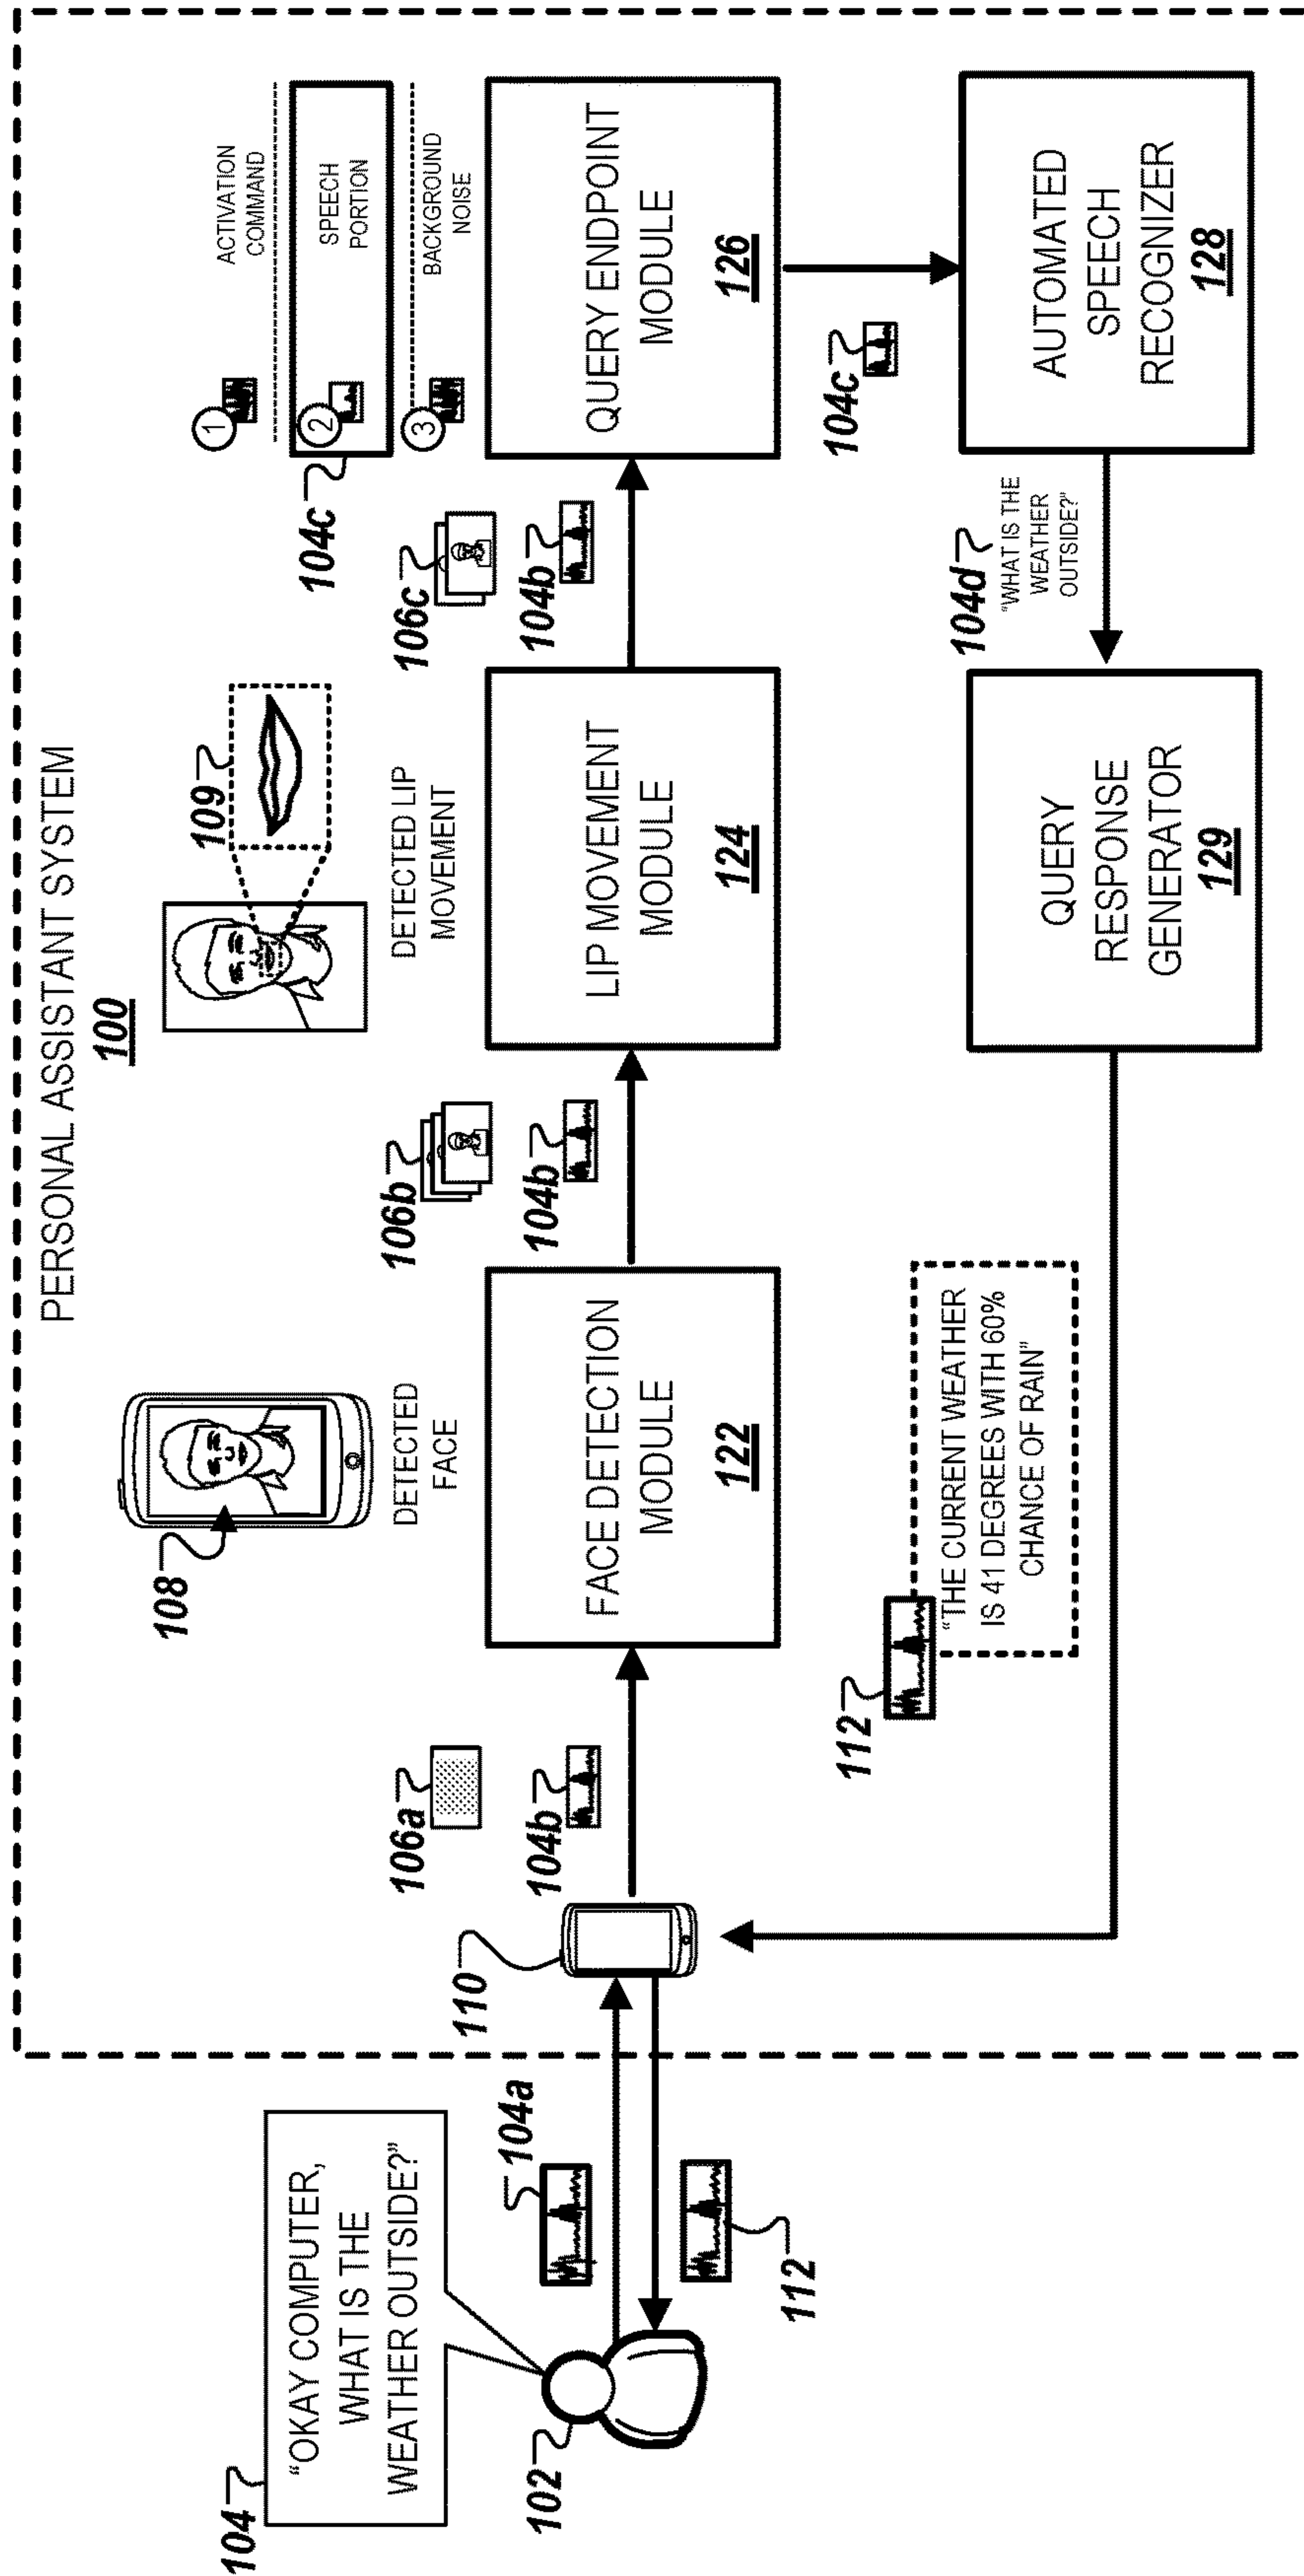 PERSONAL ASSISTANT SYSTEM
100
104
"OKAY COMPUTER,
WHAT IS THE
WEATHER OUTSIDE?"
102
104a
112
110
106a
104b
108
DETECTED
FACE
FACE DETECTION
MODULE
122
106b
104b
109
DETECTED LIP
MOVEMENT
LIP MOVEMENT
MODULE
124
106c
104b
104c
1
ACTIVATION
COMMAND
2
SPEECH
PORTION
3
BACKGROUND
NOISE
QUERY ENDPOINT
MODULE
126
104c
AUTOMATED
SPEECH
RECOGNIZER
128
104d
"WHAT IS THE
WEATHER
OUTSIDE?"
QUERY
RESPONSE
GENERATOR
129
112
"THE CURRENT WEATHER
IS 41 DEGREES WITH 60%
CHANCE OF RAIN"